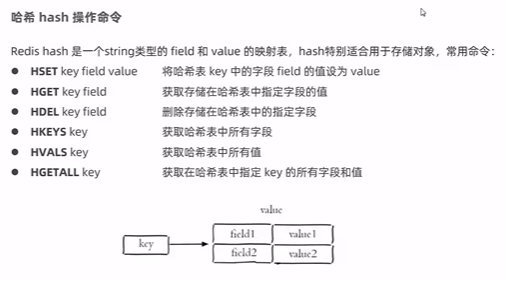 哈希 hash 操作命令
Redis hash 是一个string类型的 field 和 value 的映射表，hash特别适合用于存储对象，常用命令：
● HSET key field value 将哈希表 key 中的字段 field 的值设为 value
● HGET key field 获取存储在哈希表中指定字段的值
● HDEL key field 删除存储在哈希表中的指定字段
● HKEYS key 获取哈希表中所有字段
● HVALS key 获取哈希表中所有值
● HGETALL key 获取在哈希表中指定 key 的所有字段和值
value
field1 value1
key
field2 value2